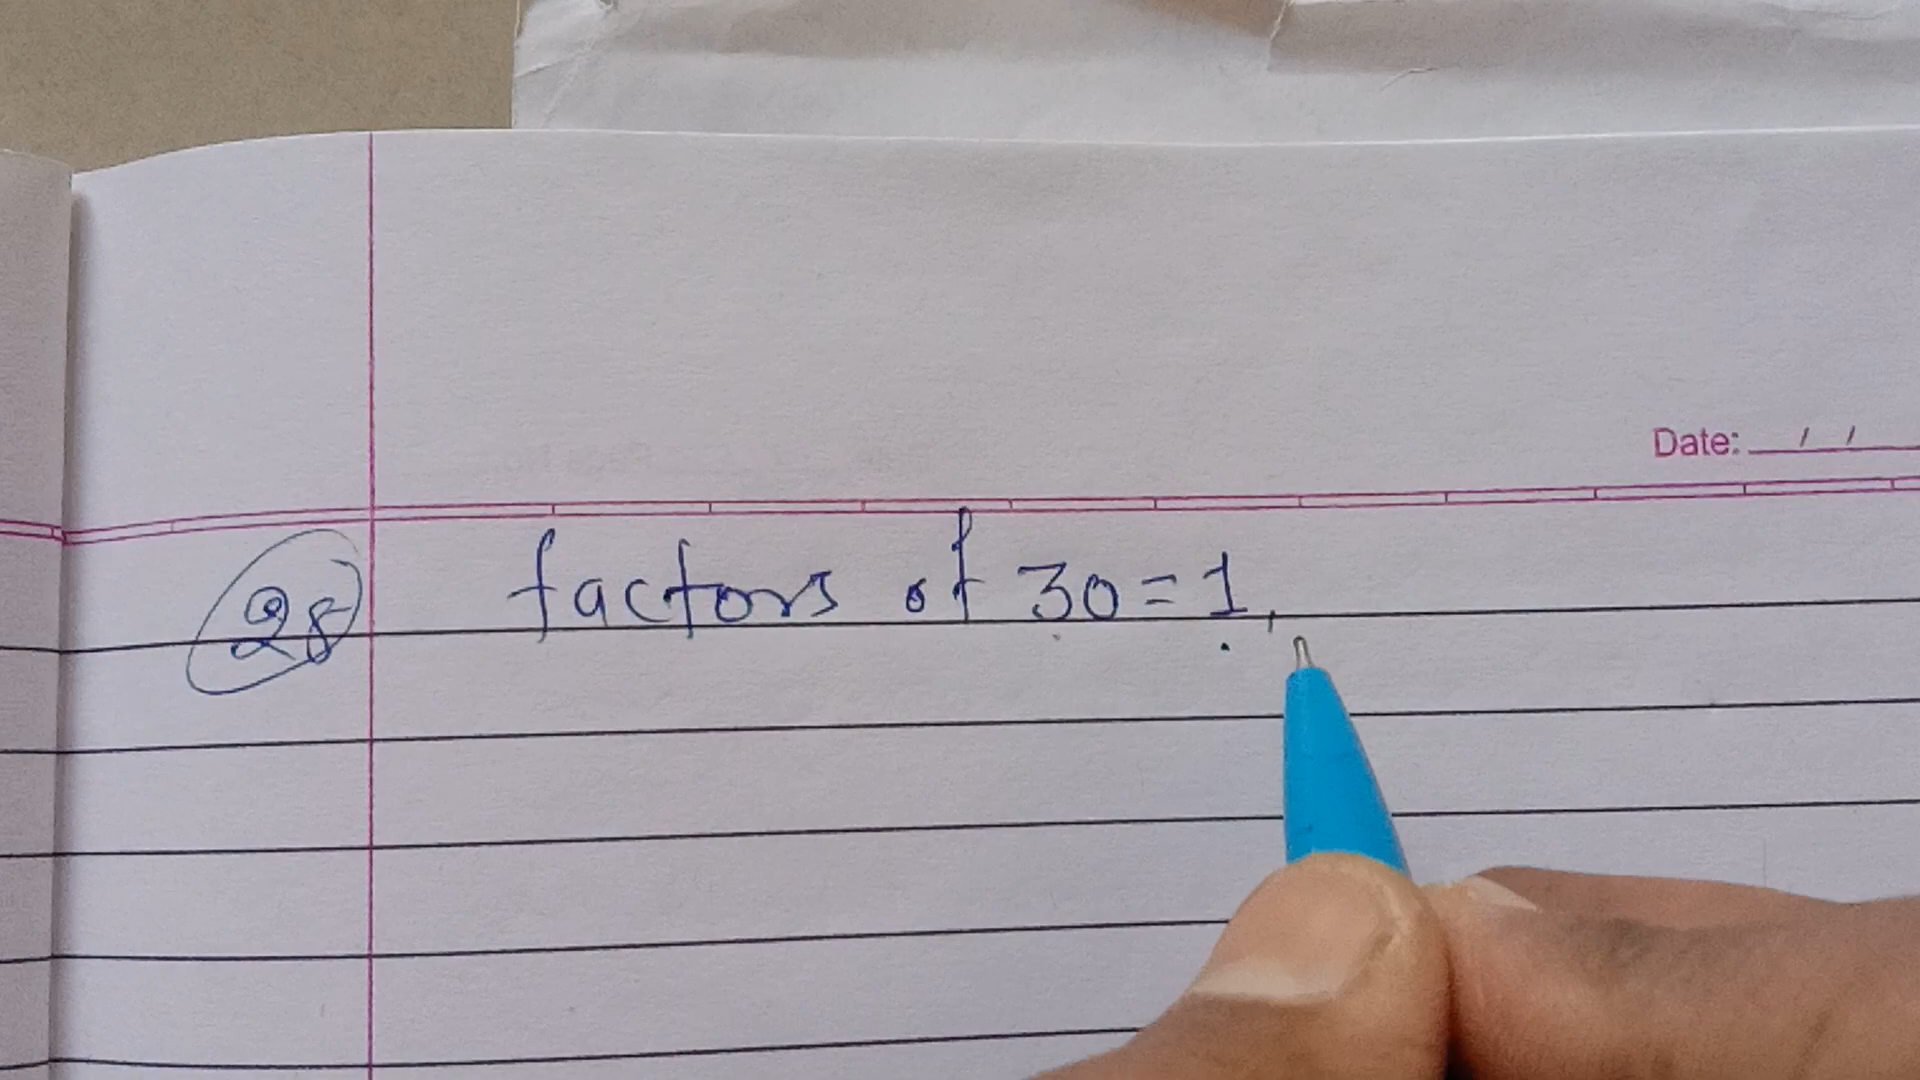 Date: / /
28 factors of 30 = 1,